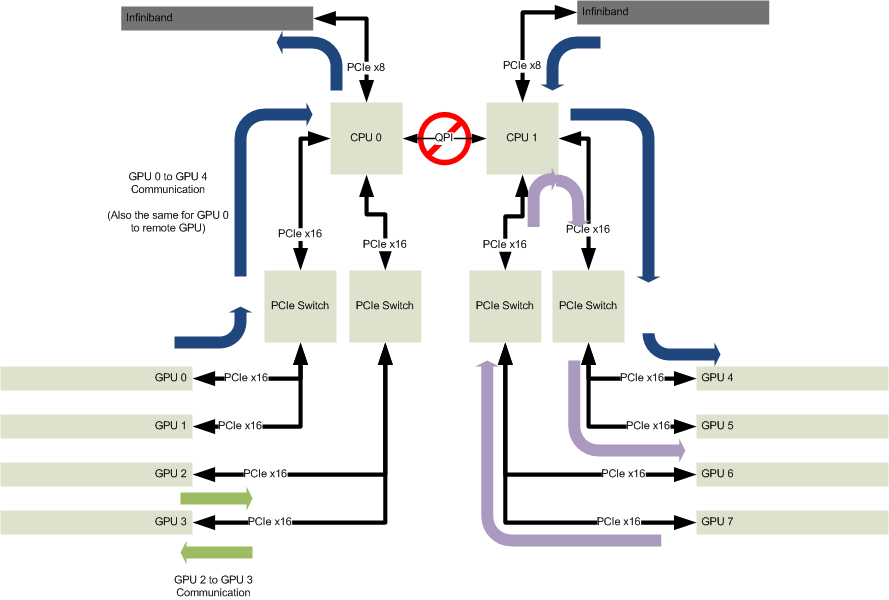 Infiniband
Infiniband
PCIe x8
PCIe x8
CPU 0
QPI
CPU 1
GPU 0 to GPU 4
Communication
(Also the same for GPU 0
to remote GPU)
PCIe x16
PCIe x16
PCIe x16
PCIe x16
PCIe Switch
PCIe Switch
PCIe Switch
PCIe Switch
GPU 0
PCIe x16
PCIe x16
GPU 4
GPU 1
PCIe x16
PCIe x16
GPU 5
GPU 2
PCIe x16
PCIe x16
GPU 6
GPU 3
PCIe x16
PCIe x16
GPU 7
GPU 2 to GPU 3
Communication